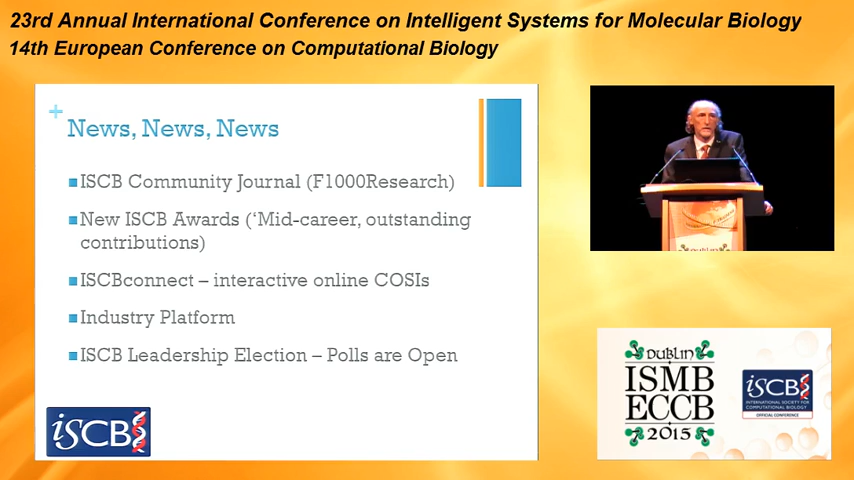 23rd Annual International Conference on Intelligent Systems for Molecular Biology
14th European Conference on Computational Biology
+
News, News, News
ISCB Community Journal (F1000Research)
New ISCB Awards (‘Mid-career, outstanding
contributions)
ISCBconnect – interactive online COSIs
Industry Platform
ISCB Leadership Election – Polls are Open
iSCB
DUBLIN
DUBLIN
ISMB
ECCB
2015
iSCB
INTERNATIONAL SOCIETY FOR
COMPUTATIONAL BIOLOGY
OFFICIAL CONFERENCE